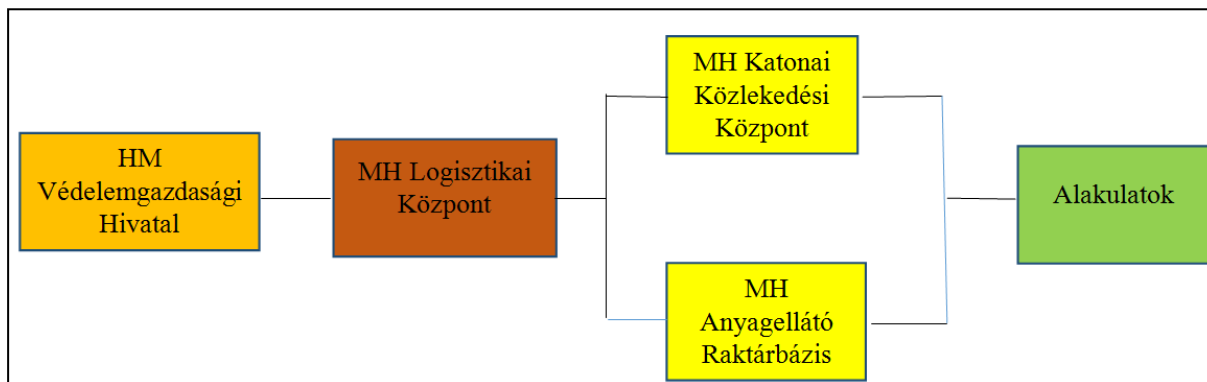 HM
Védelemgazdasági
Hivatal
MH Logisztikai
Központ
MH Katonai
Közlekedési
Központ
MH
Anyagellátó
Raktárbázis
Alakulatok